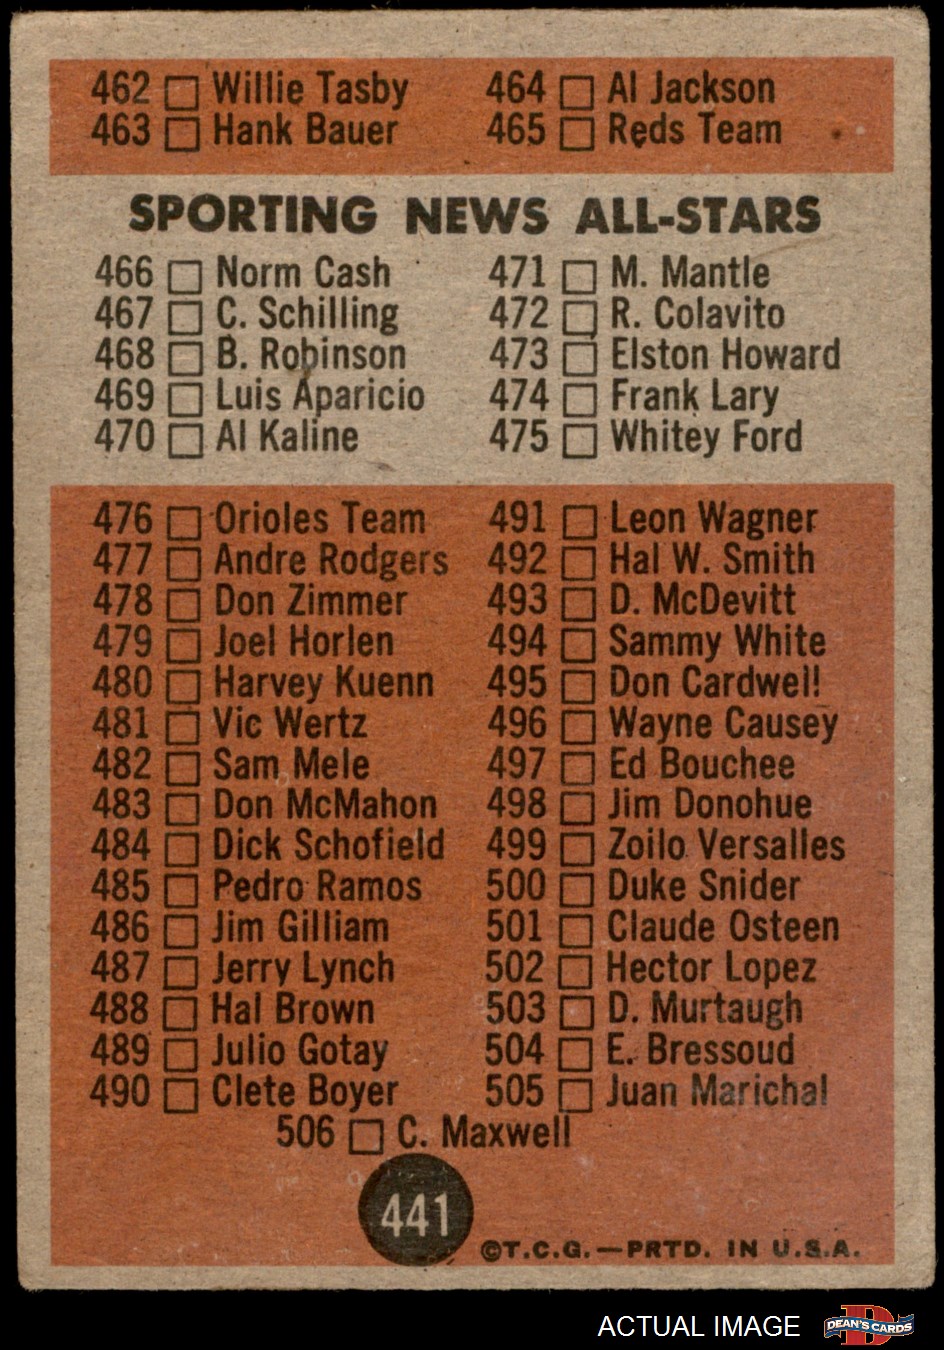 462 Willie Tasby 464 Al Jackson
463 Hank Bauer 465 Reds Team
SPORTING NEWS ALL-STARS
466 Norm Cash 471 M. Mantle
467 C. Schilling 472 R. Colavito
468 B. Robinson 473 Elston Howard
469 Luis Aparicio 474 Frank Lary
470 Al Kaline 475 Whitey Ford
476 Orioles Team 491 Leon Wagner
477 Andre Rodgers 492 Hal W. Smith
478 Don Zimmer 493 D. McDevitt
479 Joel Horlen 494 Sammy White
480 Harvey Kuenn 495 Don Cardwell
481 Vic Wertz 496 Wayne Causey
482 Sam Mele 497 Ed Bouchee
483 Don McMahon 498 Jim Donohue
484 Dick Schofield 499 Zoilo Versalles
485 Pedro Ramos 500 Duke Snider
486 Jim Gilliam 501 Claude Osteen
487 Jerry Lynch 502 Hector Lopez
488 Hal Brown 503 D. Murtaugh
489 Julio Gotay 504 E. Bressoud
490 Clete Boyer 505 Juan Marichal
506 C. Maxwell
441
©T.C.G.—PRTD. IN U.S.A.
ACTUAL IMAGE DEAN'S CARDS